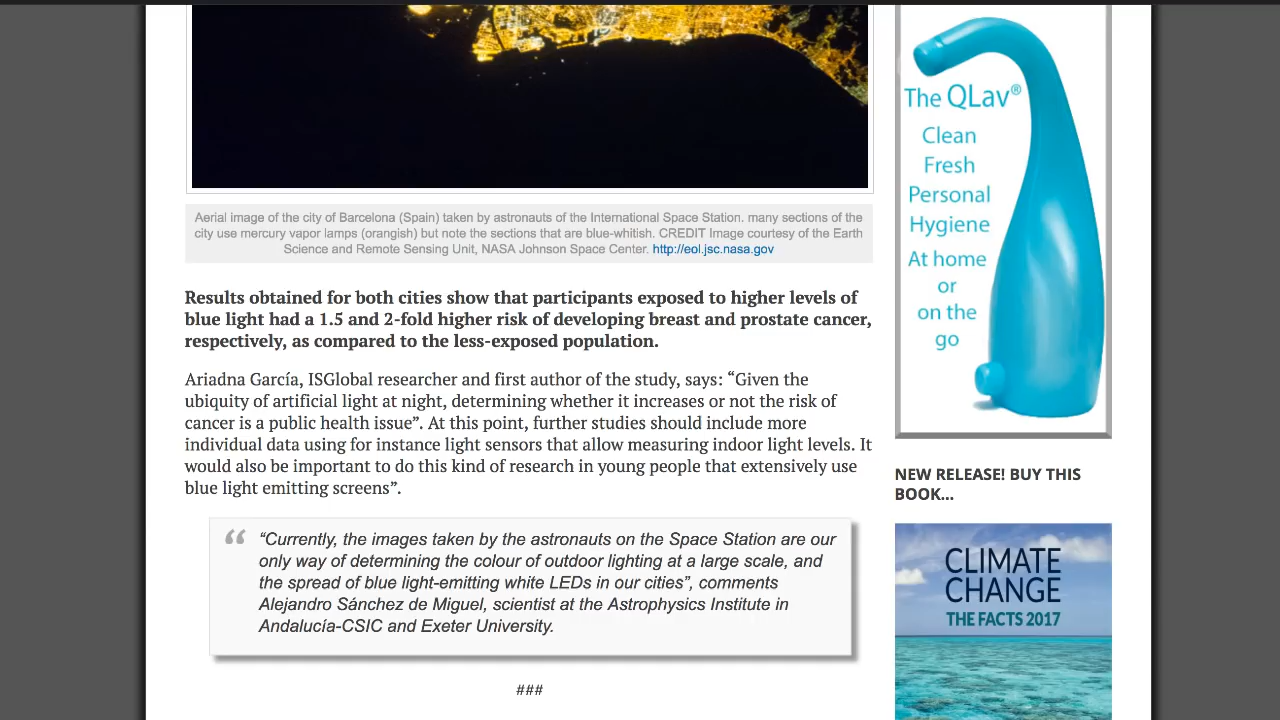 Aerial image of the city of Barcelona (Spain) taken by astronauts of the International Space Station. many sections of the
city use mercury vapor lamps (orangish) but note the sections that are blue-whitish. CREDIT Image courtesy of the Earth
Science and Remote Sensing Unit, NASA Johnson Space Center. http://eol.jsc.nasa.gov
Results obtained for both cities show that participants exposed to higher levels of
blue light had a 1.5 and 2-fold higher risk of developing breast and prostate cancer,
respectively, as compared to the less-exposed population.
Ariadna García, ISGlobal researcher and first author of the study, says: “Given the
ubiquity of artificial light at night, determining whether it increases or not the risk of
cancer is a public health issue”. At this point, further studies should include more
individual data using for instance light sensors that allow measuring indoor light levels. It
would also be important to do this kind of research in young people that extensively use
blue light emitting screens”.
“
“Currently, the images taken by the astronauts on the Space Station are our
only way of determining the colour of outdoor lighting at a large scale, and
the spread of blue light-emitting white LEDs in our cities”, comments
Alejandro Sánchez de Miguel, scientist at the Astrophysics Institute in
Andalucía-CSIC and Exeter University.
###
The QLav®
Clean
Fresh
Personal
Hygiene
At home
or
on the
go
NEW RELEASE! BUY THIS
BOOK...
CLIMATE
CHANGE
THE FACTS 2017